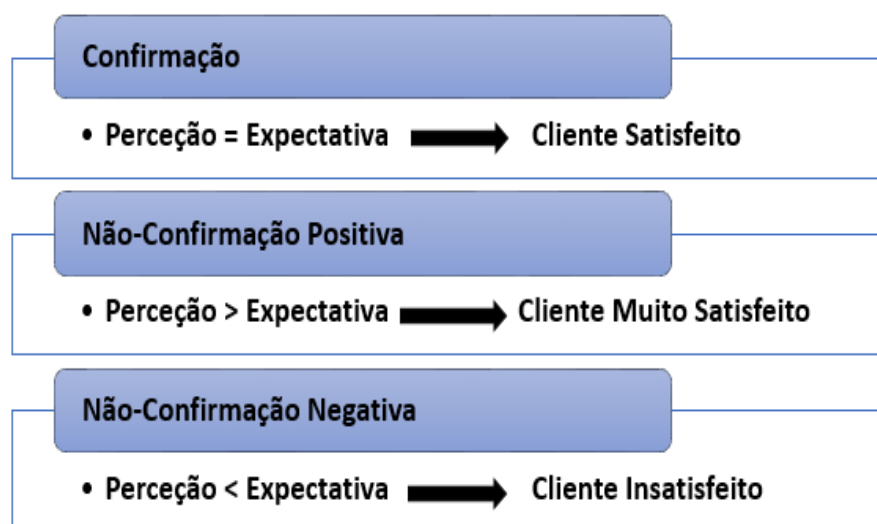 Confirmação
• Perceção = Expectativa Cliente Satisfeito
Não-Confirmação Positiva
• Perceção > Expectativa Cliente Muito Satisfeito
Não-Confirmação Negativa
• Perceção < Expectativa Cliente Insatisfeito